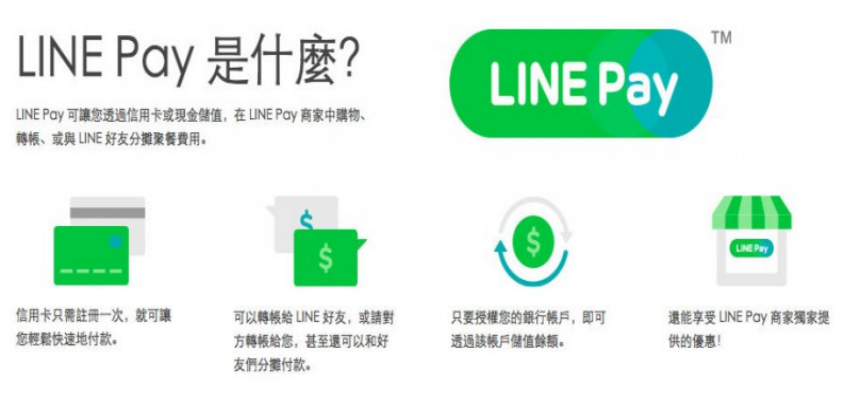 LINE Pay 是什麼?
LINE Pay™
LINE Pay 可讓您透過信用卡或現金儲值，在 LINE Pay 商家中購物、
轉帳、或與 LINE 好友分攤聚餐費用。
$
$
$
LINE Pay
信用卡只需註冊一次，就可讓
您輕鬆快速地付款。
可以轉帳給 LINE 好友，或請對
方轉帳給您，甚至還可以和好
友們分攤付款。
只要授權您的銀行帳戶，即可
透過該帳戶儲值餘額。
還能享受 LINE Pay 商家獨家提
供的優惠！